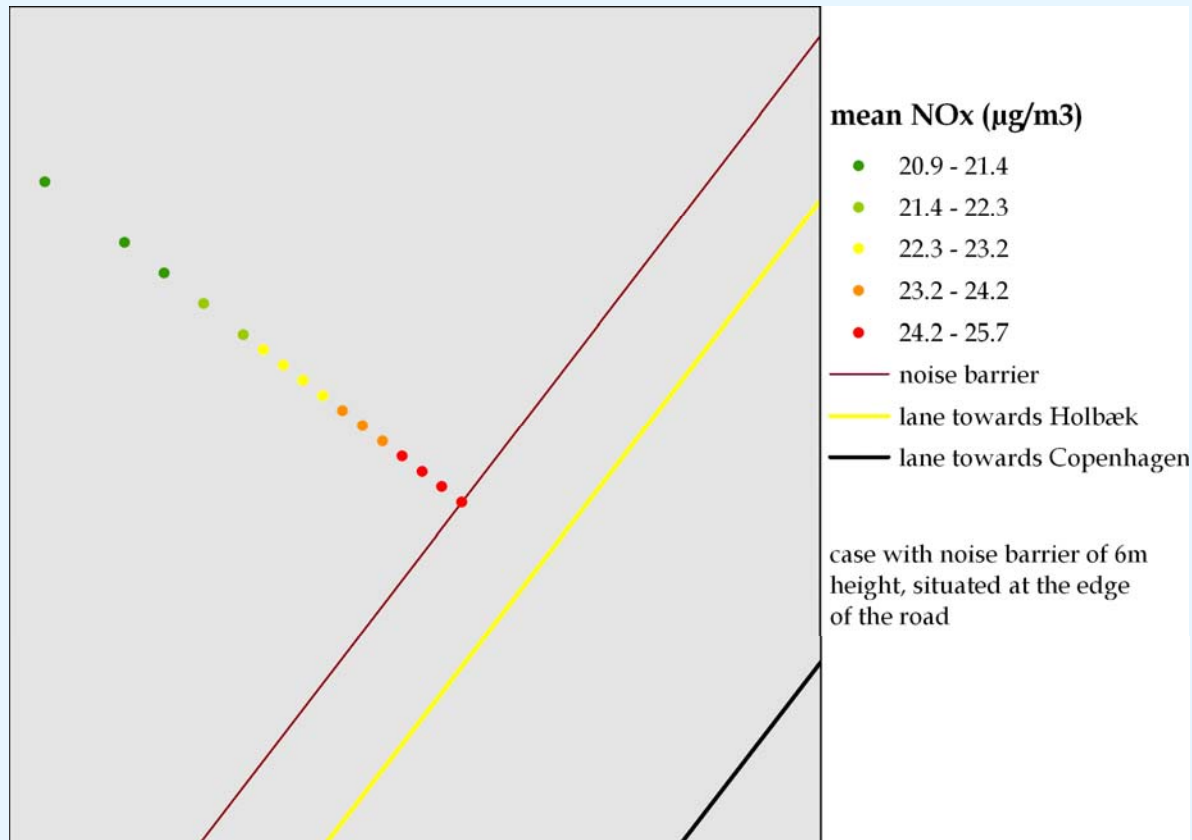 mean NOx (µg/m3)
20.9 - 21.4
21.4 - 22.3
22.3 - 23.2
23.2 - 24.2
24.2 - 25.7
noise barrier
lane towards Holbæk
lane towards Copenhagen
case with noise barrier of 6m
height, situated at the edge
of the road